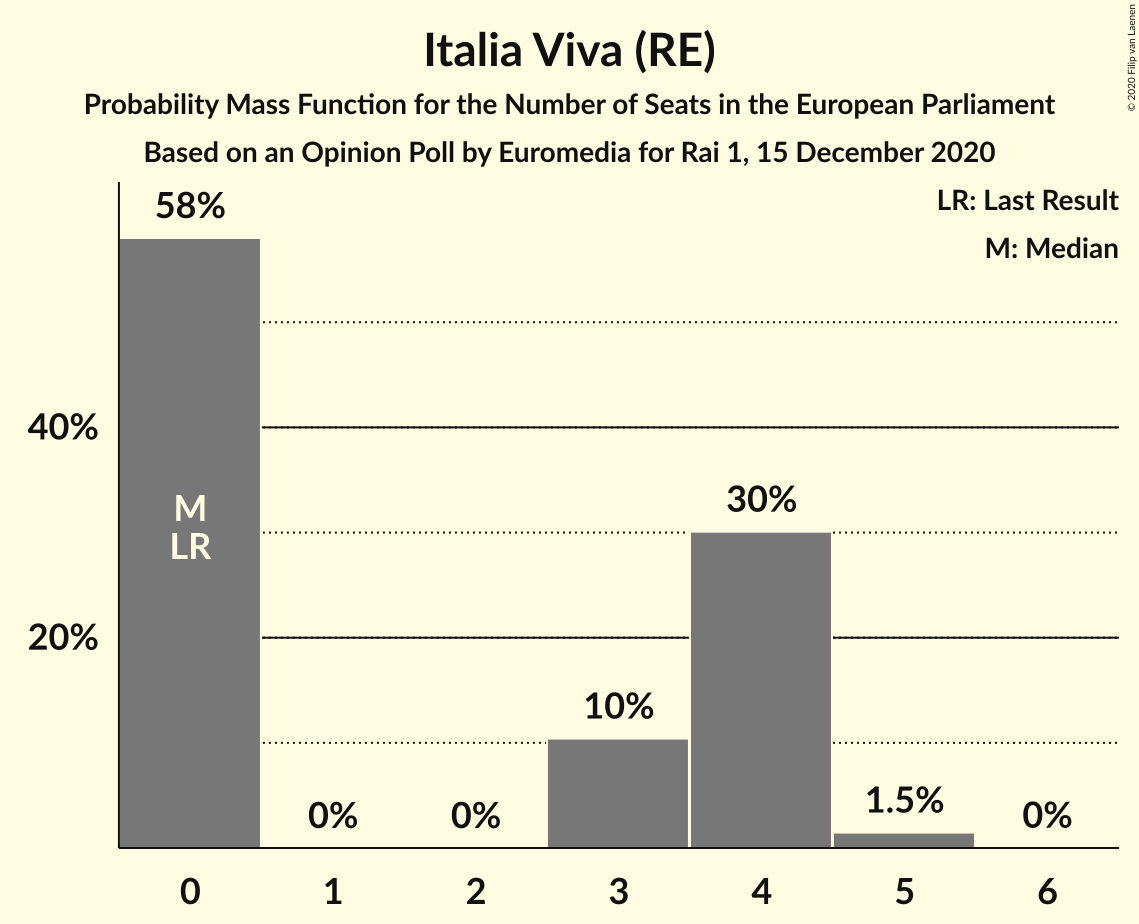 Italia Viva (RE)
Probability Mass Function for the Number of Seats in the European Parliament
Based on an Opinion Poll by Euromedia for Rai 1, 15 December 2020
© 2020 Filip van Laenen
LR: Last Result
M: Median
58%
40%
M
LR
30%
20%
10%
0%
0%
1.5%
0%
0
1
2
3
4
5
6